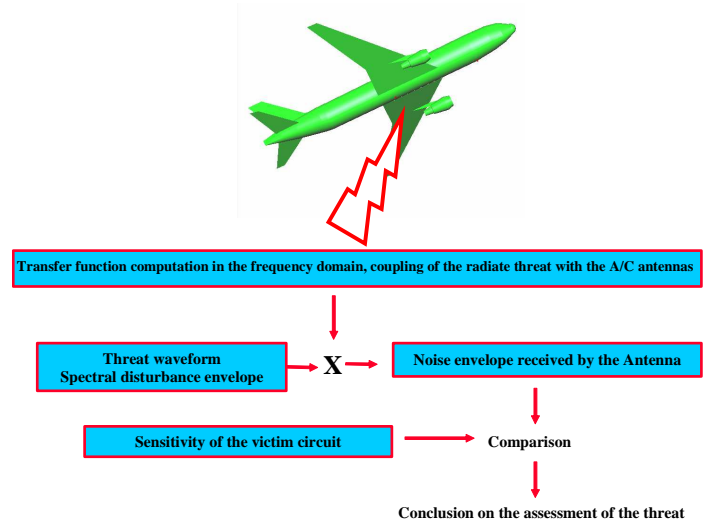 Transfer function computation in the frequency domain, coupling of the radiate threat with the A/C antennas
Threat waveform
Spectral disturbance envelope
X
Noise envelope received by the Antenna
Sensitivity of the victim circuit
Comparison
Conclusion on the assessment of the threat